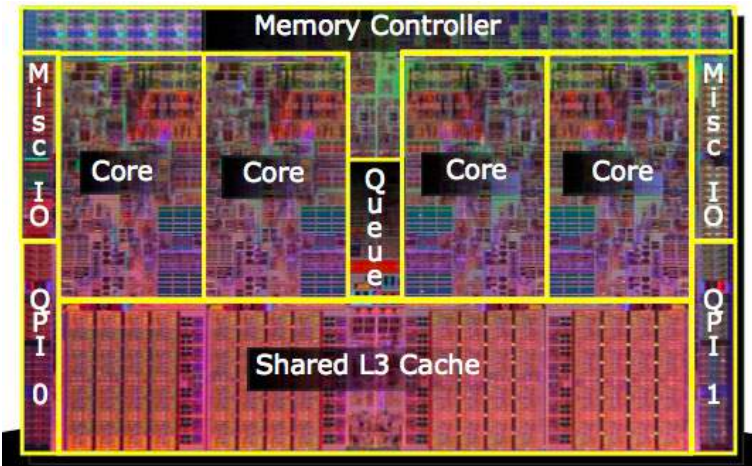 Memory Controller
Misc IO
Core
Core
Queue
Core
Core
Misc IO
QPI 0
Shared L3 Cache
QPI 1